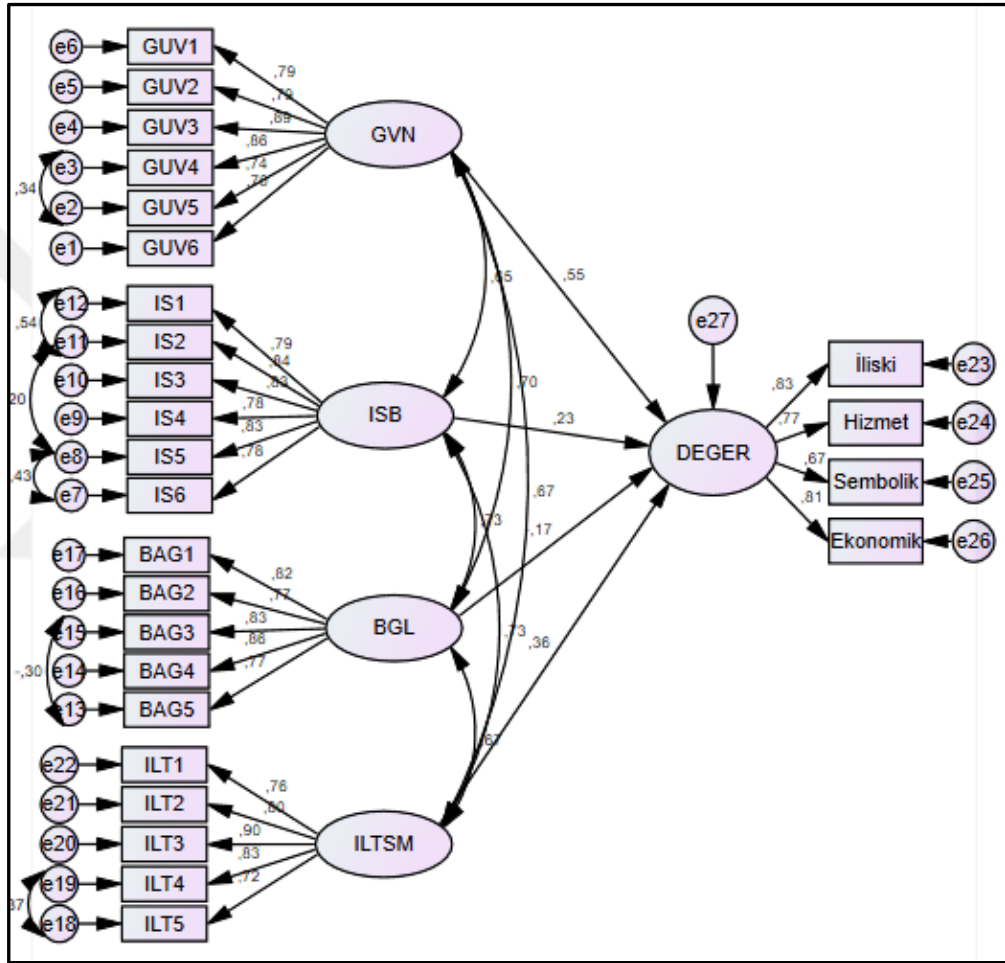 e6 GUV1
e5 GUV2
e4 GUV3
e3 GUV4
e2 GUV5
e1 GUV6
,34
,79
,79
,89
,86
,74
GVN
e12 IS1
e11 IS2
e10 IS3
e9 IS4
e8 IS5
e7 IS6
,54
20
,43
,79
,84
,83
,78
,83
,78
ISB
e17 BAG1
e16 BAG2
e15 BAG3
e14 BAG4
e13 BAG5
-,30
,82
,77
,83
,86
,77
BGL
e22 ILT1
e21 ILT2
e20 ILT3
e19 ILT4
e18 ILT5
37
,76
,80
,90
,83
,72
ILTSM
,65
,70
,67
,73
,73
,67
,55
,23
,17
,36
e27
DEGER
,83
,77
,67
,81
İliski e23
Hizmet e24
Sembolik e25
Ekonomik e26